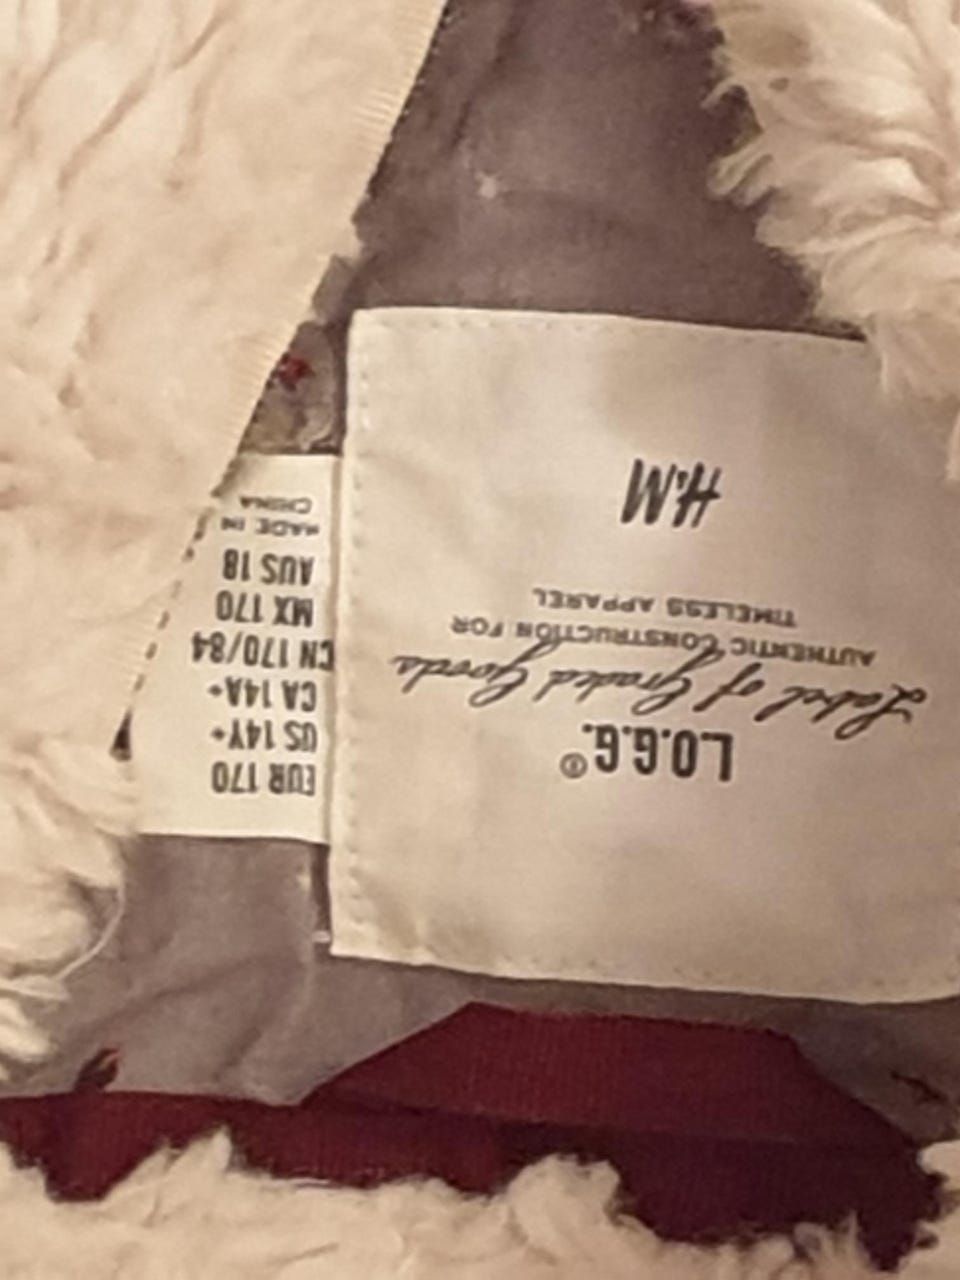 L.O.G.G.®
Label of Graded Goods
AUTHENTIC CONSTRUCTION FOR
TIMELESS APPAREL
H&M
EUR 170
US 14Y+
CA 14A+
CN 170/84
MX 170
AUS 18
MADE IN
CHINA